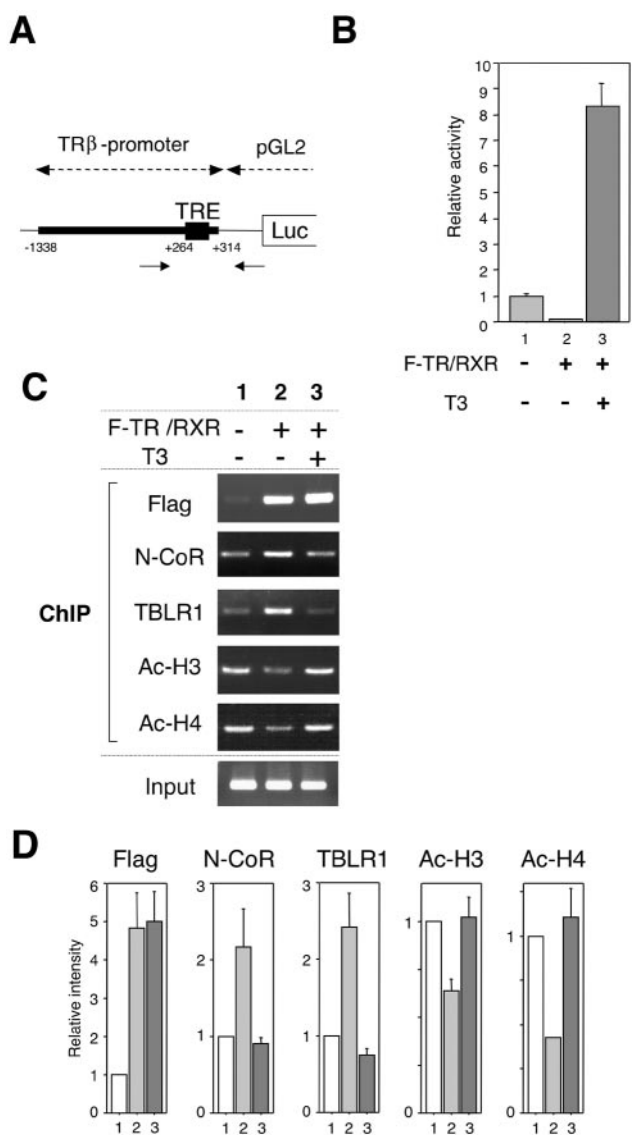 A
TRβ-promoter
pGL2
TRE
Luc
-1338
+264
+314
B
Relative activity
10
9
8
7
6
5
4
3
2
1
0
1 2 3
F-TR/RXR - + +
T3 - - +
C
1 2 3
F-TR /RXR - + +
T3 - - +
ChIP
Flag
N-CoR
TBLR1
Ac-H3
Ac-H4
Input
D
Flag N-CoR TBLR1 Ac-H3 Ac-H4
Relative intensity
6
5
4
3
2
1
0
1 2 3
3
2
1
0
1 2 3
3
2
1
0
1 2 3
1
0
1 2 3
1
0
1 2 3